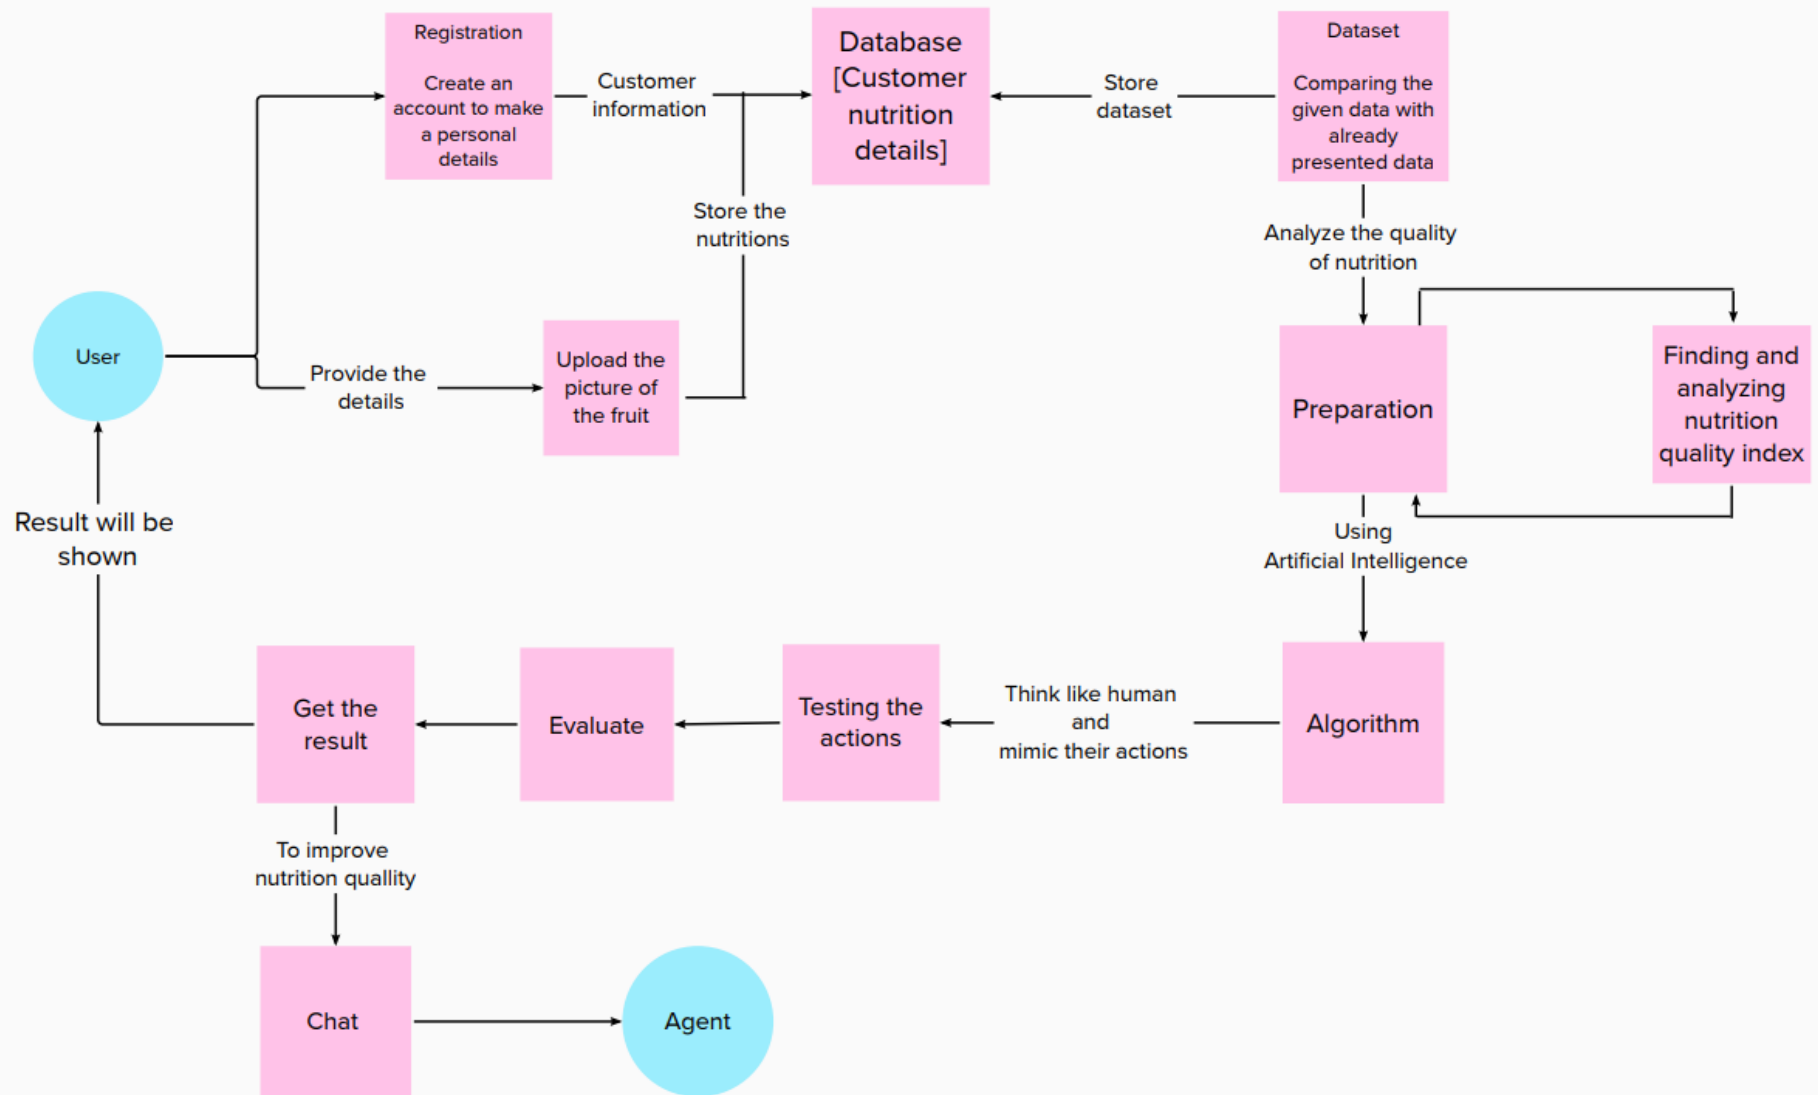 Registration
Create an
account to make
a personal
details
Customer
information
Database
[Customer
nutrition
details]
Store
dataset
Dataset
Comparing the
given data with
already
presented data
Store the
nutritions
Analyze the quality
of nutrition
User
Provide the
details
Upload the
picture of
the fruit
Preparation
Finding and
analyzing
nutrition
quality index
Result will be
shown
Using
Artificial Intelligence
Get the
result
Evaluate
Testing the
actions
Think like human
and
mimic their actions
Algorithm
To improve
nutrition quallity
Chat
Agent